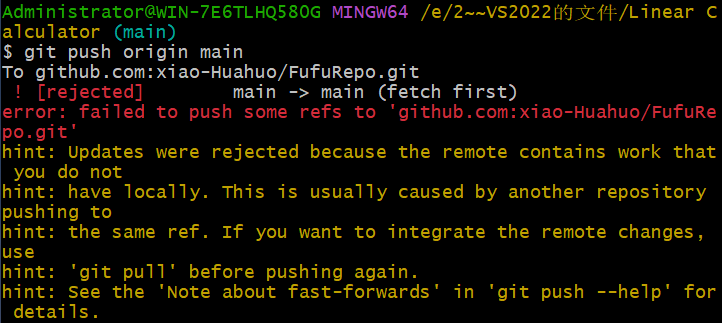 Administrator@WIN-7E6TLHQ580G MINGW64 /e/2~~VS2022的文件/Linear C
alculator (main)
$ git push origin main
To github.com:xiao-Huahuo/FufuRepo.git
 ! [rejected]        main -> main (fetch first)
error: failed to push some refs to 'github.com:xiao-Huahuo/FufuRe
po.git'
hint: Updates were rejected because the remote contains work that
 you do not
hint: have locally. This is usually caused by another repository
pushing to
hint: the same ref. If you want to integrate the remote changes,
use
hint: 'git pull' before pushing again.
hint: See the 'Note about fast-forwards' in 'git push --help' for
 details.